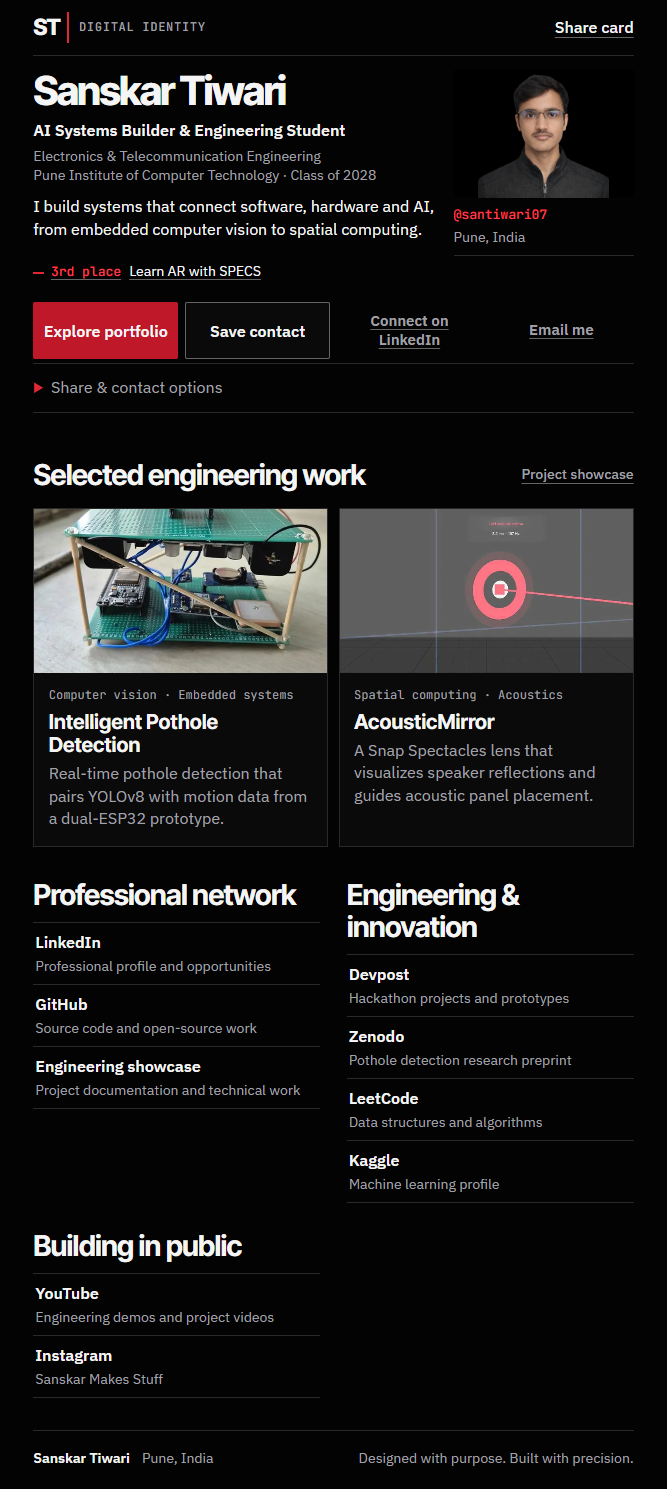 ST DIGITAL IDENTITY
Share card
Sanskar Tiwari
AI Systems Builder & Engineering Student
Electronics & Telecommunication Engineering
Pune Institute of Computer Technology · Class of 2028
I build systems that connect software, hardware and AI,
from embedded computer vision to spatial computing.
— 3rd place Learn AR with SPECS
@santiwari07
Pune, India
Explore portfolio
Save contact
Connect on
LinkedIn
Email me
Share & contact options
Selected engineering work
Project showcase
Computer vision · Embedded systems
Intelligent Pothole
Detection
Real-time pothole detection that
pairs YOLOv8 with motion data from
a dual-ESP32 prototype.
Spatial computing · Acoustics
AcousticMirror
A Snap Spectacles lens that
visualizes speaker reflections and
guides acoustic panel placement.
Professional network
LinkedIn
Professional profile and opportunities
GitHub
Source code and open-source work
Engineering showcase
Project documentation and technical work
Engineering &
innovation
Devpost
Hackathon projects and prototypes
Zenodo
Pothole detection research preprint
LeetCode
Data structures and algorithms
Kaggle
Machine learning profile
Building in public
YouTube
Engineering demos and project videos
Instagram
Sanskar Makes Stuff
Sanskar Tiwari Pune, India
Designed with purpose. Built with precision.